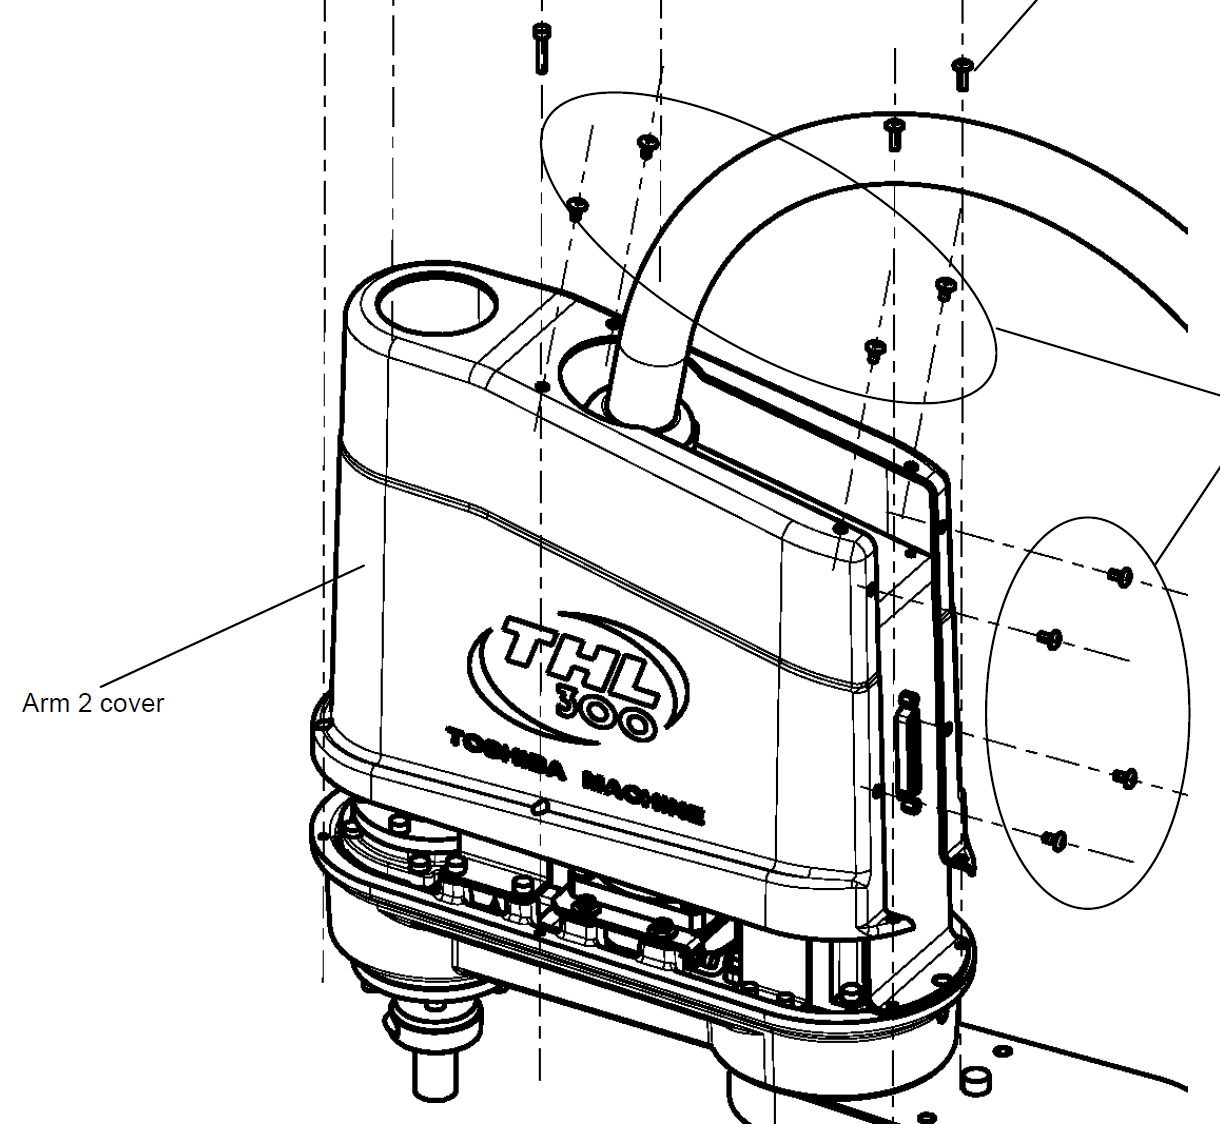 THL
300
TOSHIBA MACHINE
Arm 2 cover